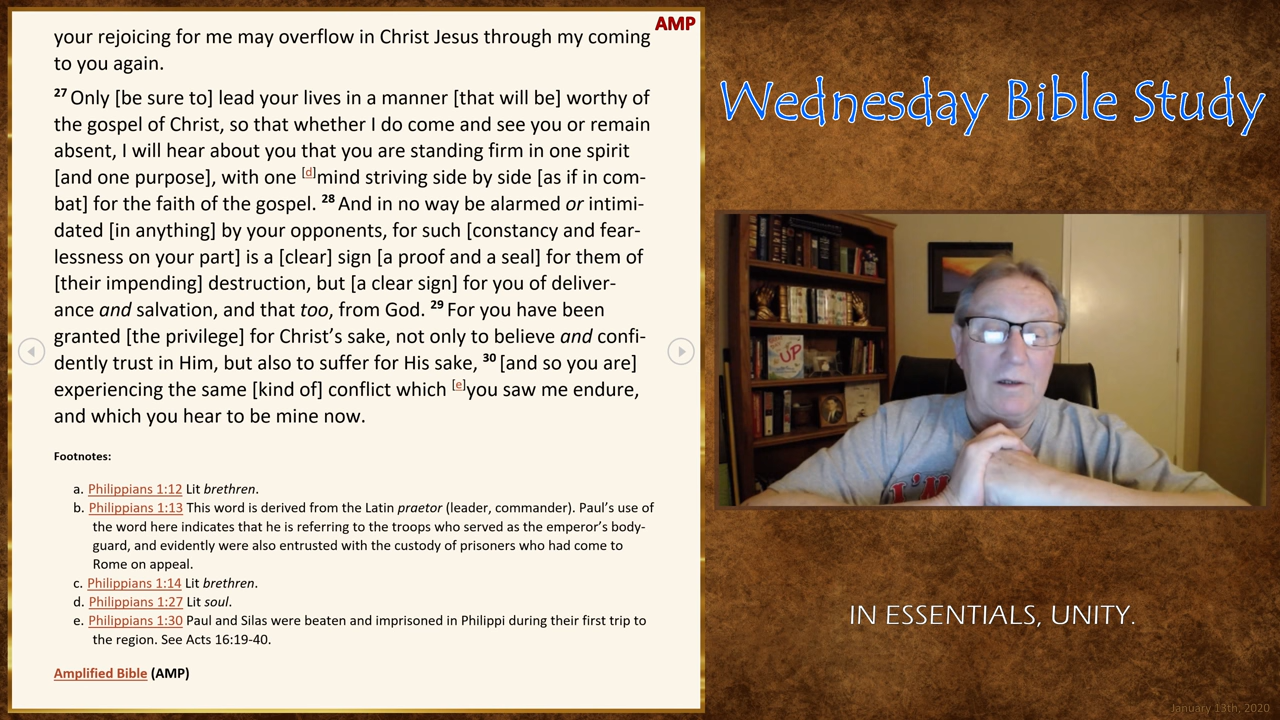 AMP
your rejoicing for me may overflow in Christ Jesus through my coming
to you again.
27 Only [be sure to] lead your lives in a manner [that will be] worthy of
the gospel of Christ, so that whether I do come and see you or remain
absent, I will hear about you that you are standing firm in one spirit
[and one purpose], with one [d]mind striving side by side [as if in com-
bat] for the faith of the gospel. 28 And in no way be alarmed or intimi-
dated [in anything] by your opponents, for such [constancy and fear-
lessness on your part] is a [clear] sign [a proof and a seal] for them of
[their impending] destruction, but [a clear sign] for you of deliver-
ance and salvation, and that too, from God. 29 For you have been
granted [the privilege] for Christ's sake, not only to believe and confi-
dently trust in Him, but also to suffer for His sake, 30 [and so you are]
experiencing the same [kind of] conflict which [e]you saw me endure,
and which you hear to be mine now.
Footnotes:
a. Philippians 1:12 Lit brethren.
b. Philippians 1:13 This word is derived from the Latin praetor (leader, commander). Paul's use of
the word here indicates that he is referring to the troops who served as the emperor's body-
guard, and evidently were also entrusted with the custody of prisoners who had come to
Rome on appeal.
c. Philippians 1:14 Lit brethren.
d. Philippians 1:27 Lit soul.
e. Philippians 1:30 Paul and Silas were beaten and imprisoned in Philippi during their first trip to
the region. See Acts 16:19-40.
Amplified Bible (AMP)
Wednesday Bible Study
UP
IN ESSENTIALS, UNITY.
January 13th, 2020